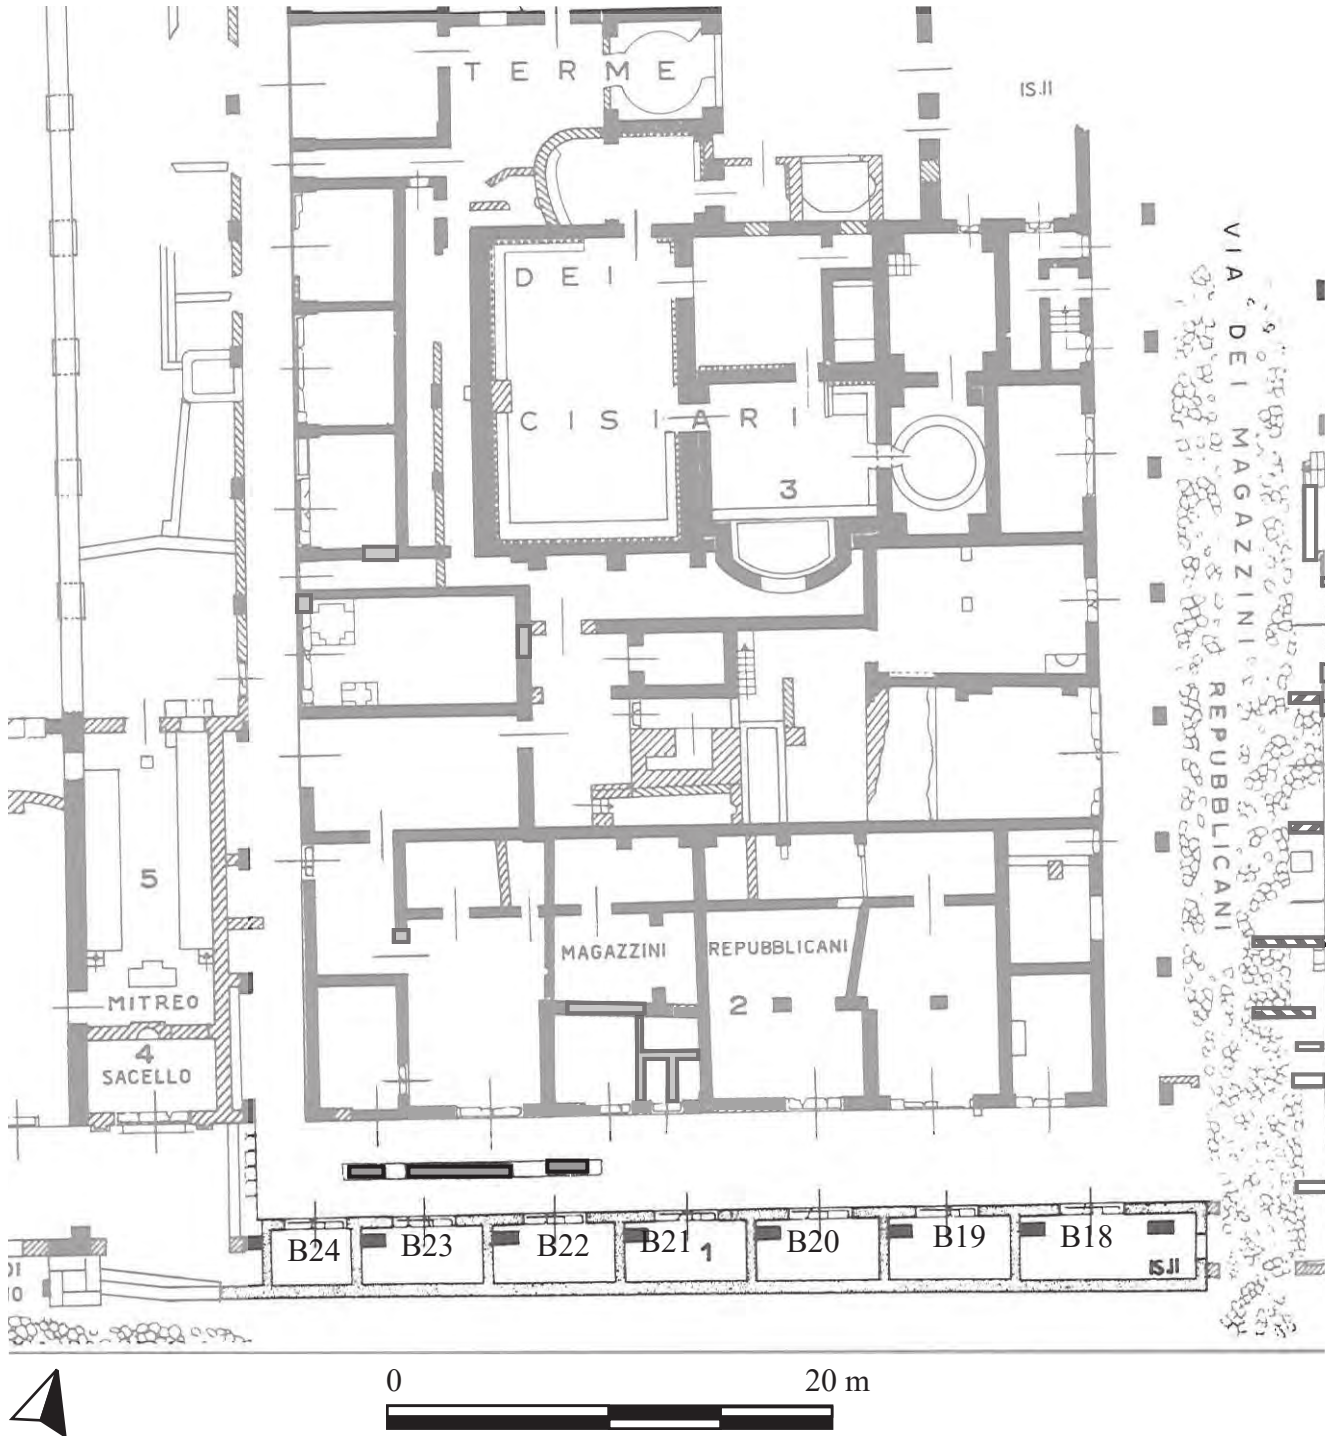 TERME
IS.II
DEI
CISIARI
3
VIA DEI MAGAZZINI REPUBBLICANI
5
MAGAZZINI
REPUBBLICANI
2
MITREO
4
SACELLO
B24
B23
B22
B21
1
B20
B19
B18
IS.II
0
20 m